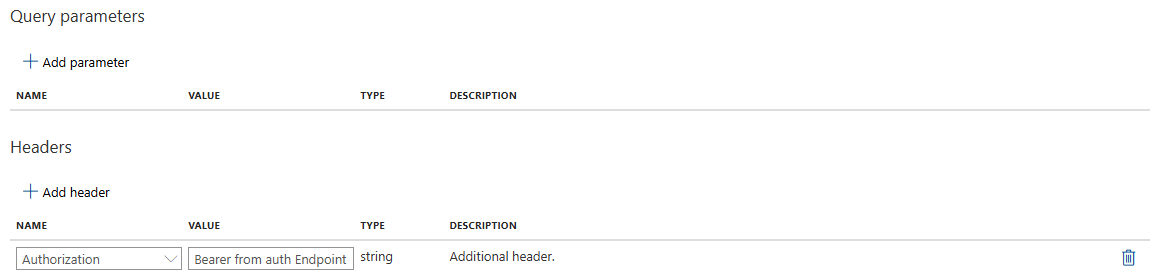 Query parameters
Add parameter
NAME VALUE TYPE DESCRIPTION
Headers
Add header
NAME VALUE TYPE DESCRIPTION
Authorization Bearer from auth Endpoint string Additional header.